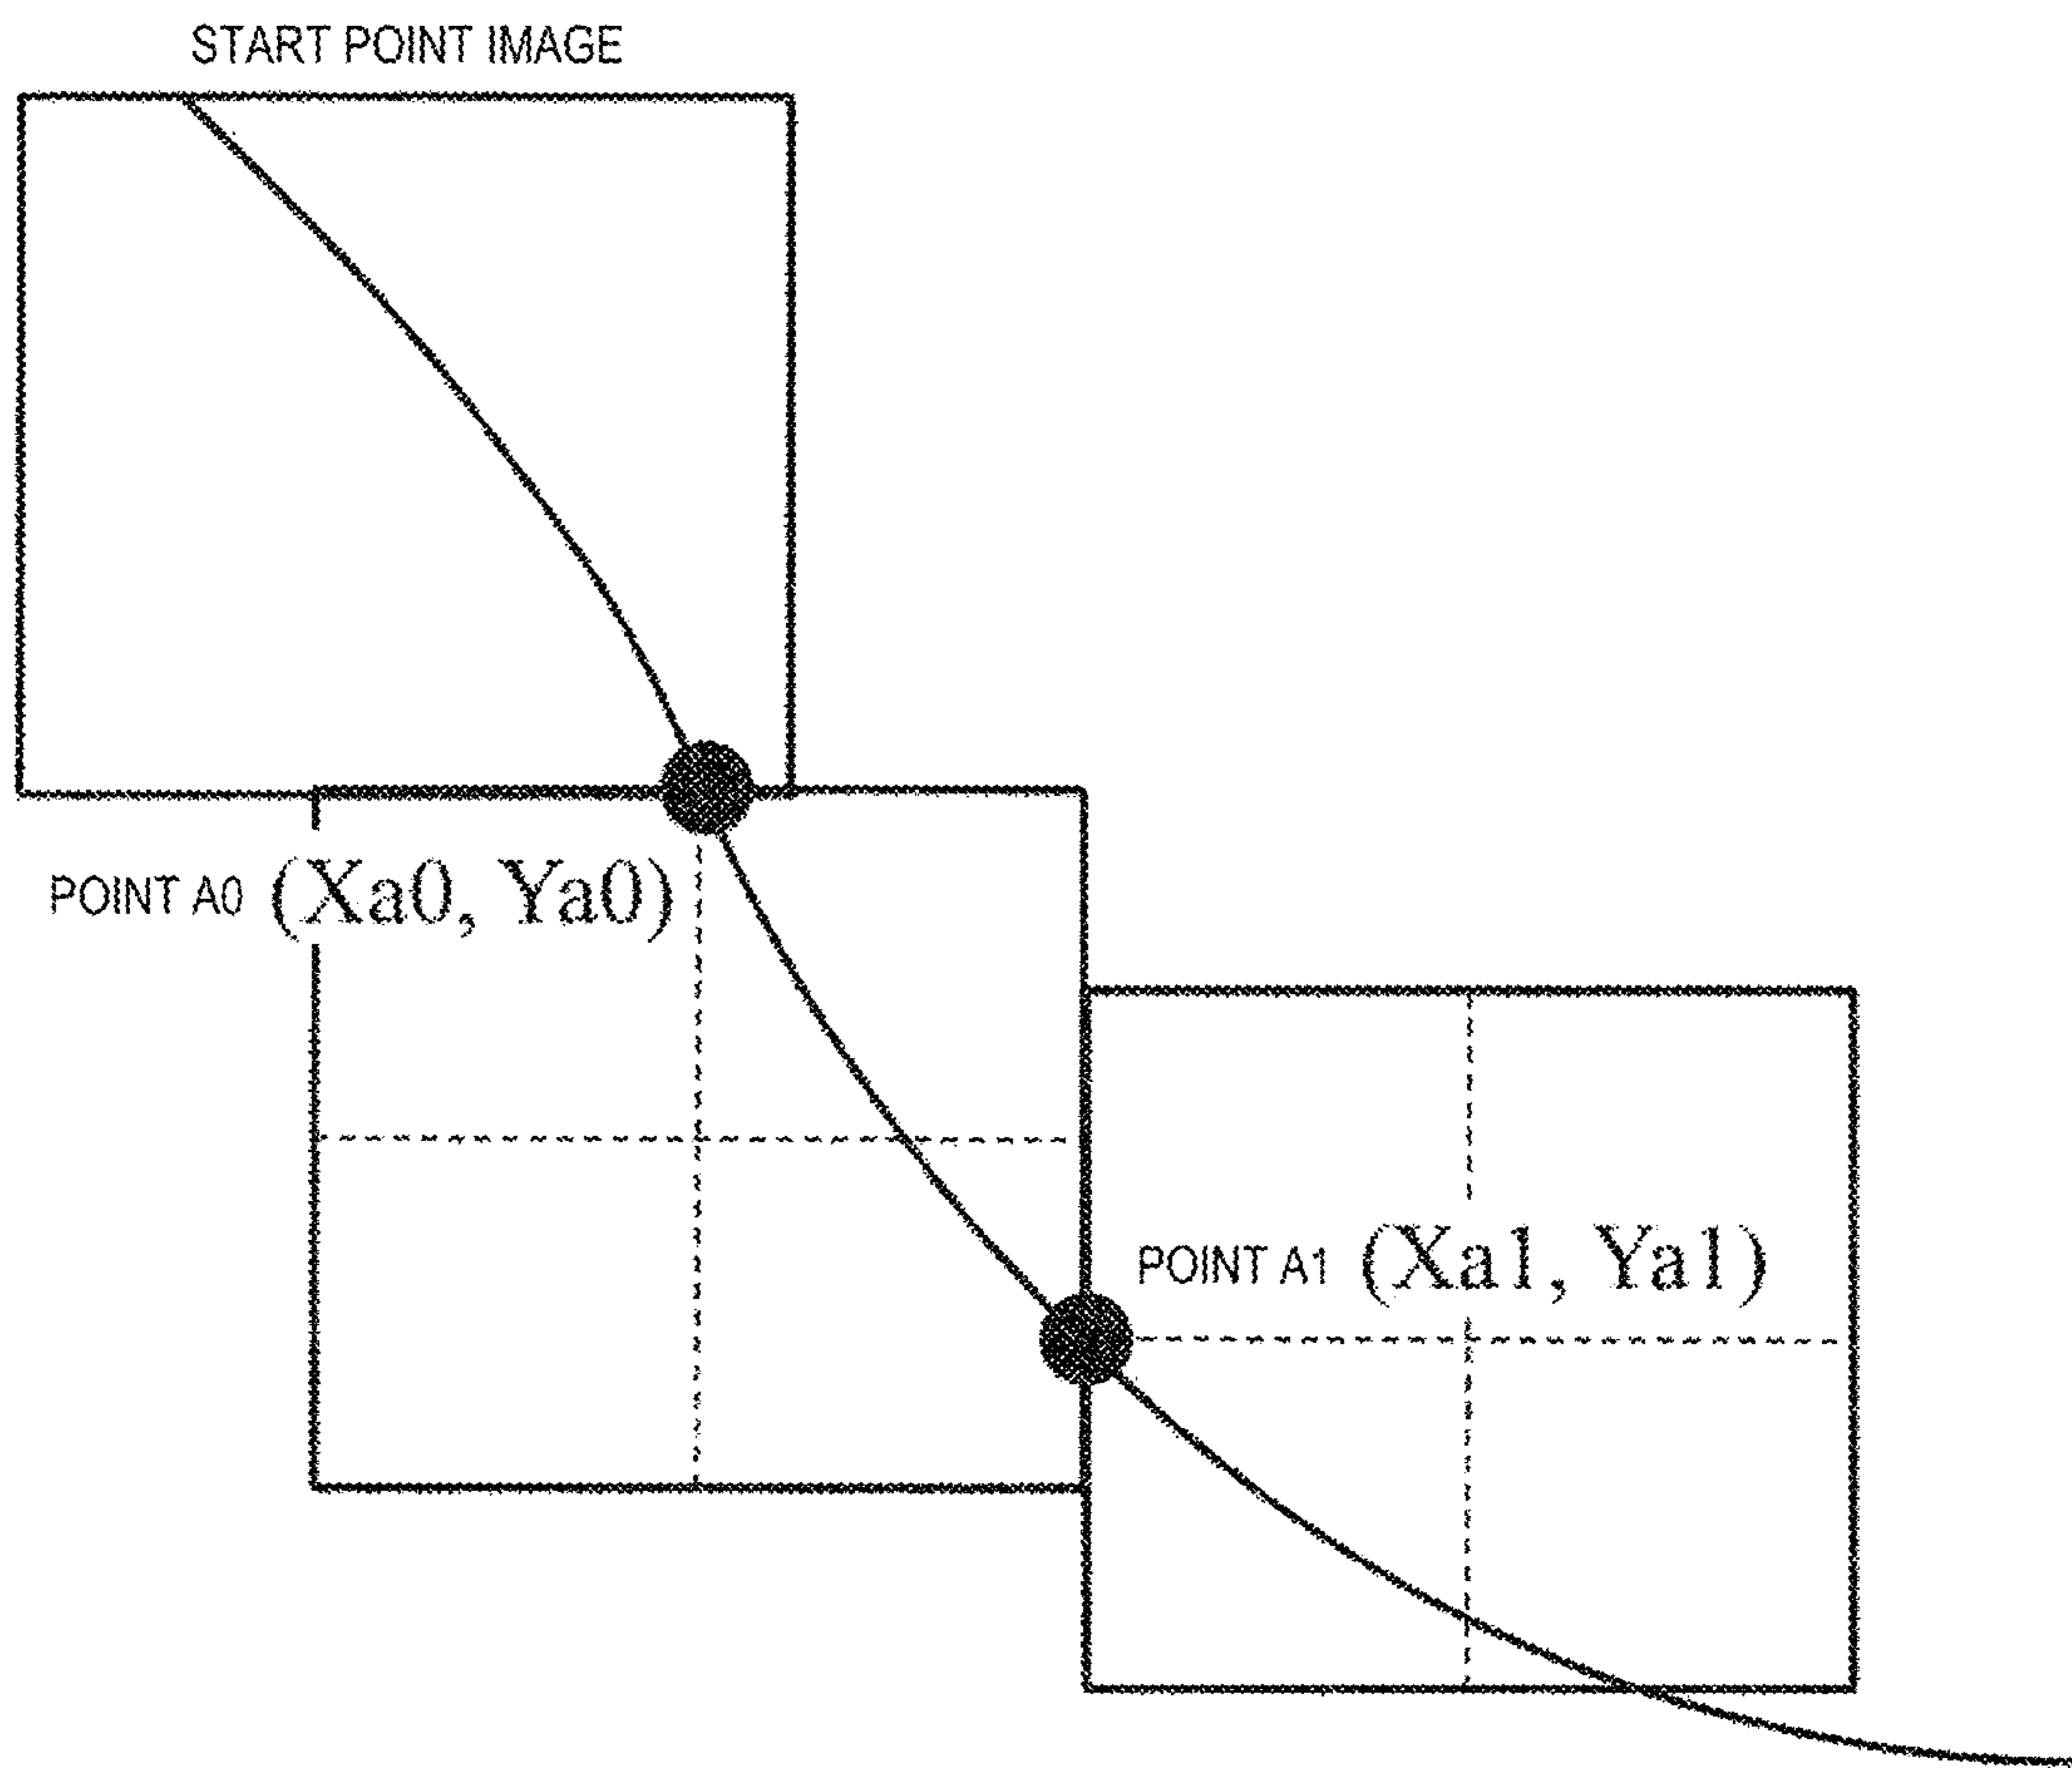 START POINT IMAGE
POINT A0 (Xa0, Ya0)
POINT A1 (Xa1, Ya1)